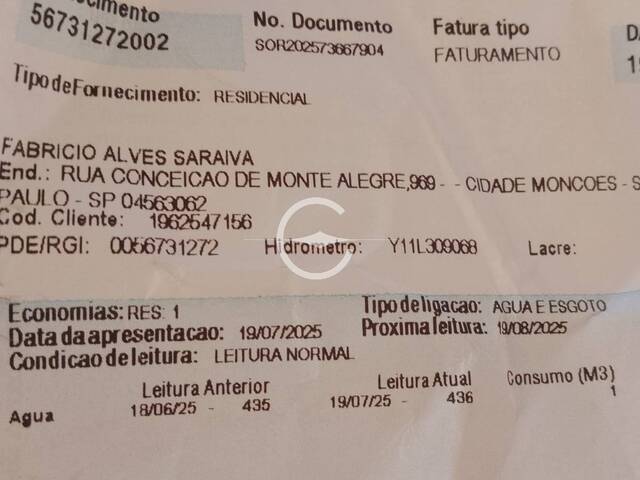 56731272002
No. Documento
SOR202573667904
Fatura tipo
FATURAMENTO
Tipo de Fornecimento: RESIDENCIAL
FABRICIO ALVES SARAIVA
End.: RUA CONCEICAO DE MONTE ALEGRE,969 - - CIDADE MONCOES - S
PAULO - SP 04563062
Cod. Cliente: 1962547156
PDE/RGI: 0056731272 Hidrometro: Y11L309068 Lacre:
Economias: RES: 1 Tipo de ligacao: AGUA E ESGOTO
Data da apresentacao: 19/07/2025 Proxima leitura: 19/08/2025
Condicao de leitura: LEITURA NORMAL
Leitura Anterior Leitura Atual Consumo (M3)
Agua 18/06/25 - 435 19/07/25 - 436 1